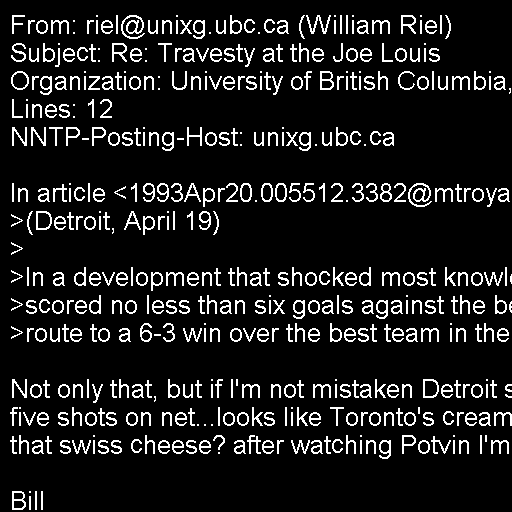 From: riel@unixg.ubc.ca (William Riel)
Subject: Re: Travesty at the Joe Louis
Organization: University of British Columbia,
Lines: 12
NNTP-Posting-Host: unixg.ubc.ca

In article <1993Apr20.005512.3382@mtroya
>(Detroit, April 19)
>
>In a development that shocked most knowl
>scored no less than six goals against the be
>route to a 6-3 win over the best team in the

Not only that, but if I'm not mistaken Detroit s
five shots on net...looks like Toronto's cream
that swiss cheese? after watching Potvin I'm

Bill